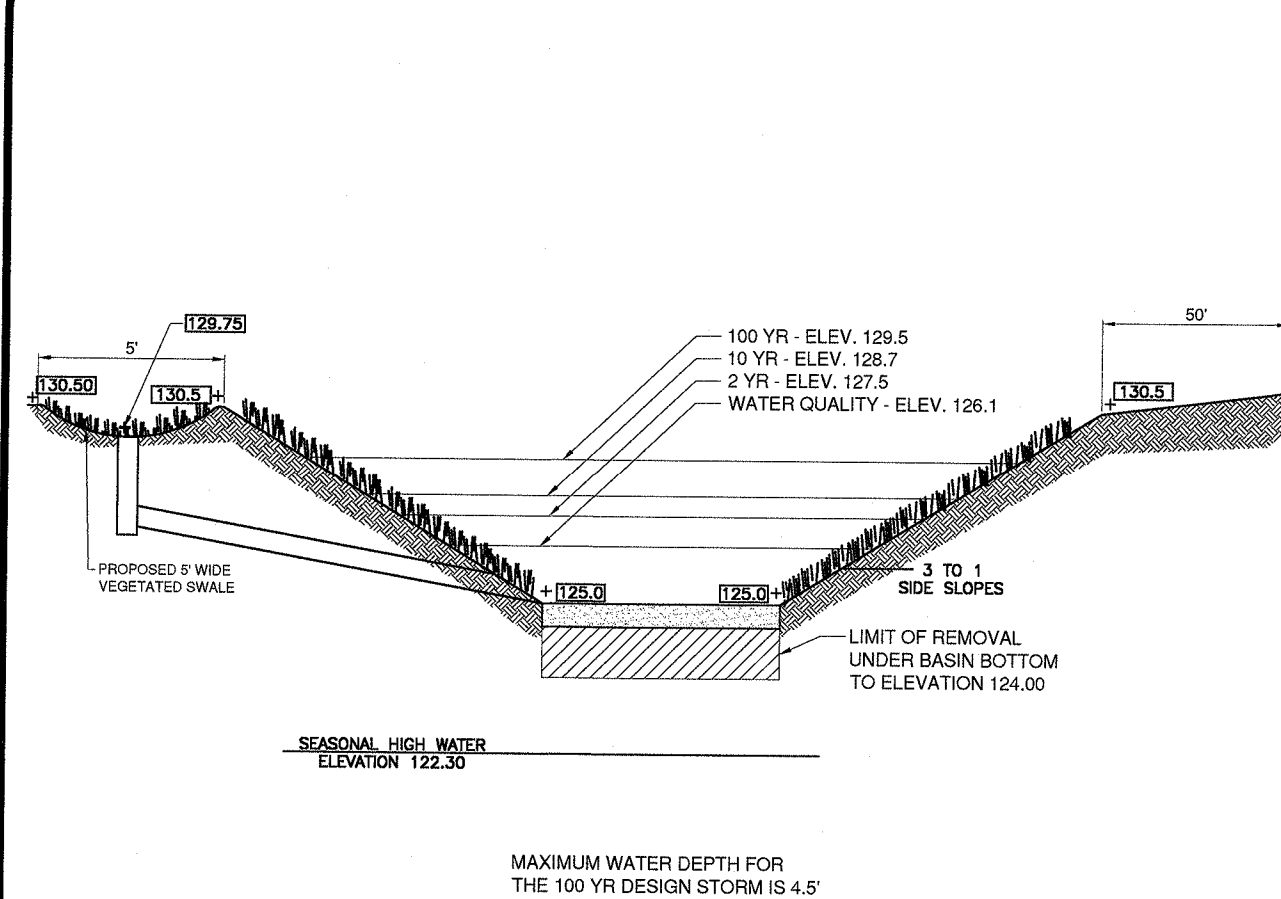 50'
129.75
5'
100 YR - ELEV. 129.5
10 YR - ELEV. 128.7
2 YR - ELEV. 127.5
WATER QUALITY - ELEV. 126.1
130.50
130.5
130.5
PROPOSED 5' WIDE
VEGETATED SWALE
125.0
125.0
3 TO 1
SIDE SLOPES
LIMIT OF REMOVAL
UNDER BASIN BOTTOM
TO ELEVATION 124.00
SEASONAL HIGH WATER
ELEVATION 122.30
MAXIMUM WATER DEPTH FOR
THE 100 YR DESIGN STORM IS 4.5'